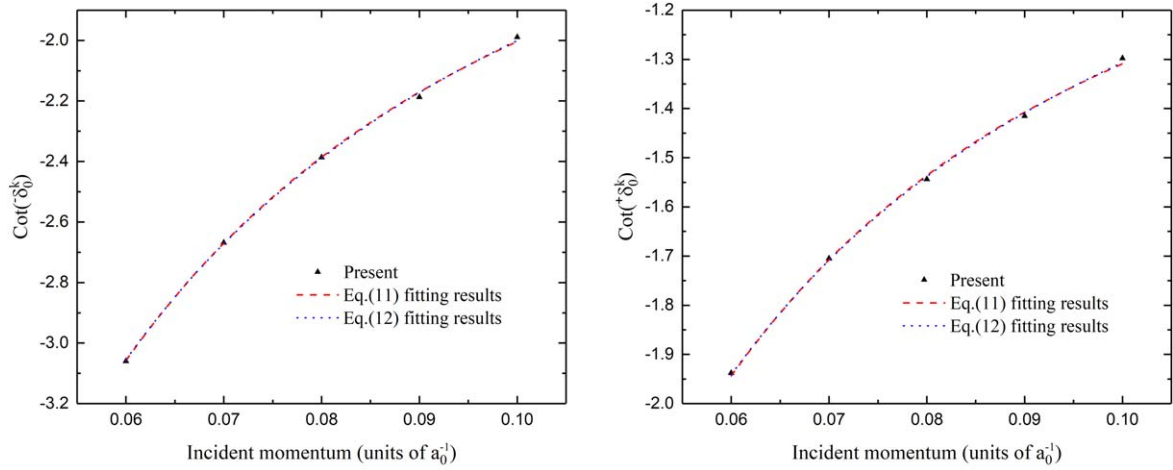 Cot(⁻δ₀ᵏ)
-2.0
-2.2
-2.4
-2.6
-2.8
-3.0
-3.2
Present
Eq.(11) fitting results
Eq.(12) fitting results
0.06 0.07 0.08 0.09 0.10
Incident momentum (units of a₀⁻¹)
Cot(⁺δ₀ᵏ)
-1.2
-1.3
-1.4
-1.5
-1.6
-1.7
-1.8
-1.9
-2.0
Present
Eq.(11) fitting results
Eq.(12) fitting results
0.06 0.07 0.08 0.09 0.10
Incident momentum (units of a₀⁻¹)